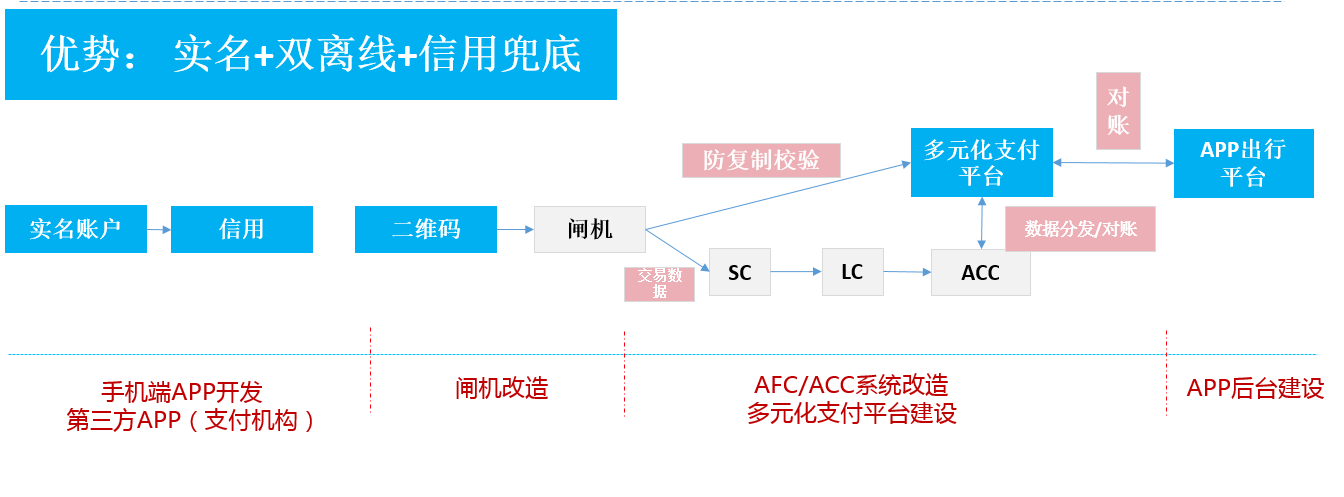 优势： 实名+双离线+信用兜底
对
账
防复制校验
多元化支付
平台
APP出行
平台
实名账户
信用
二维码
闸机
数据分发/对账
交易数
据
SC
LC
ACC
手机端APP开发
第三方APP（支付机构）
闸机改造
AFC/ACC系统改造
多元化支付平台建设
APP后台建设